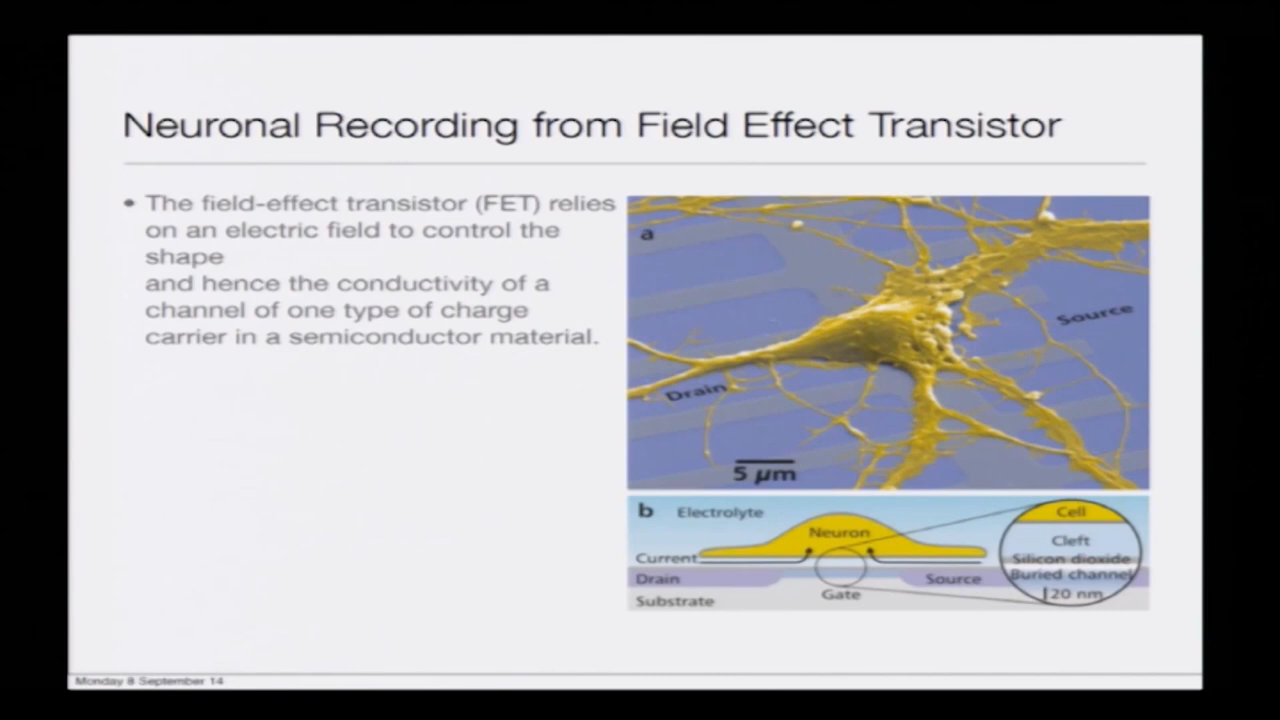 Neuronal Recording from Field Effect Transistor
• The field-effect transistor (FET) relies
on an electric field to control the
shape
and hence the conductivity of a
channel of one type of charge
carrier in a semiconductor material.
a
Source
Drain
5 μm
b
Electrolyte
Neuron
Current
Drain
Source
Gate
Substrate
Cell
Cleft
Silicon dioxide
Buried channel
20 nm
Monday 8 September 14